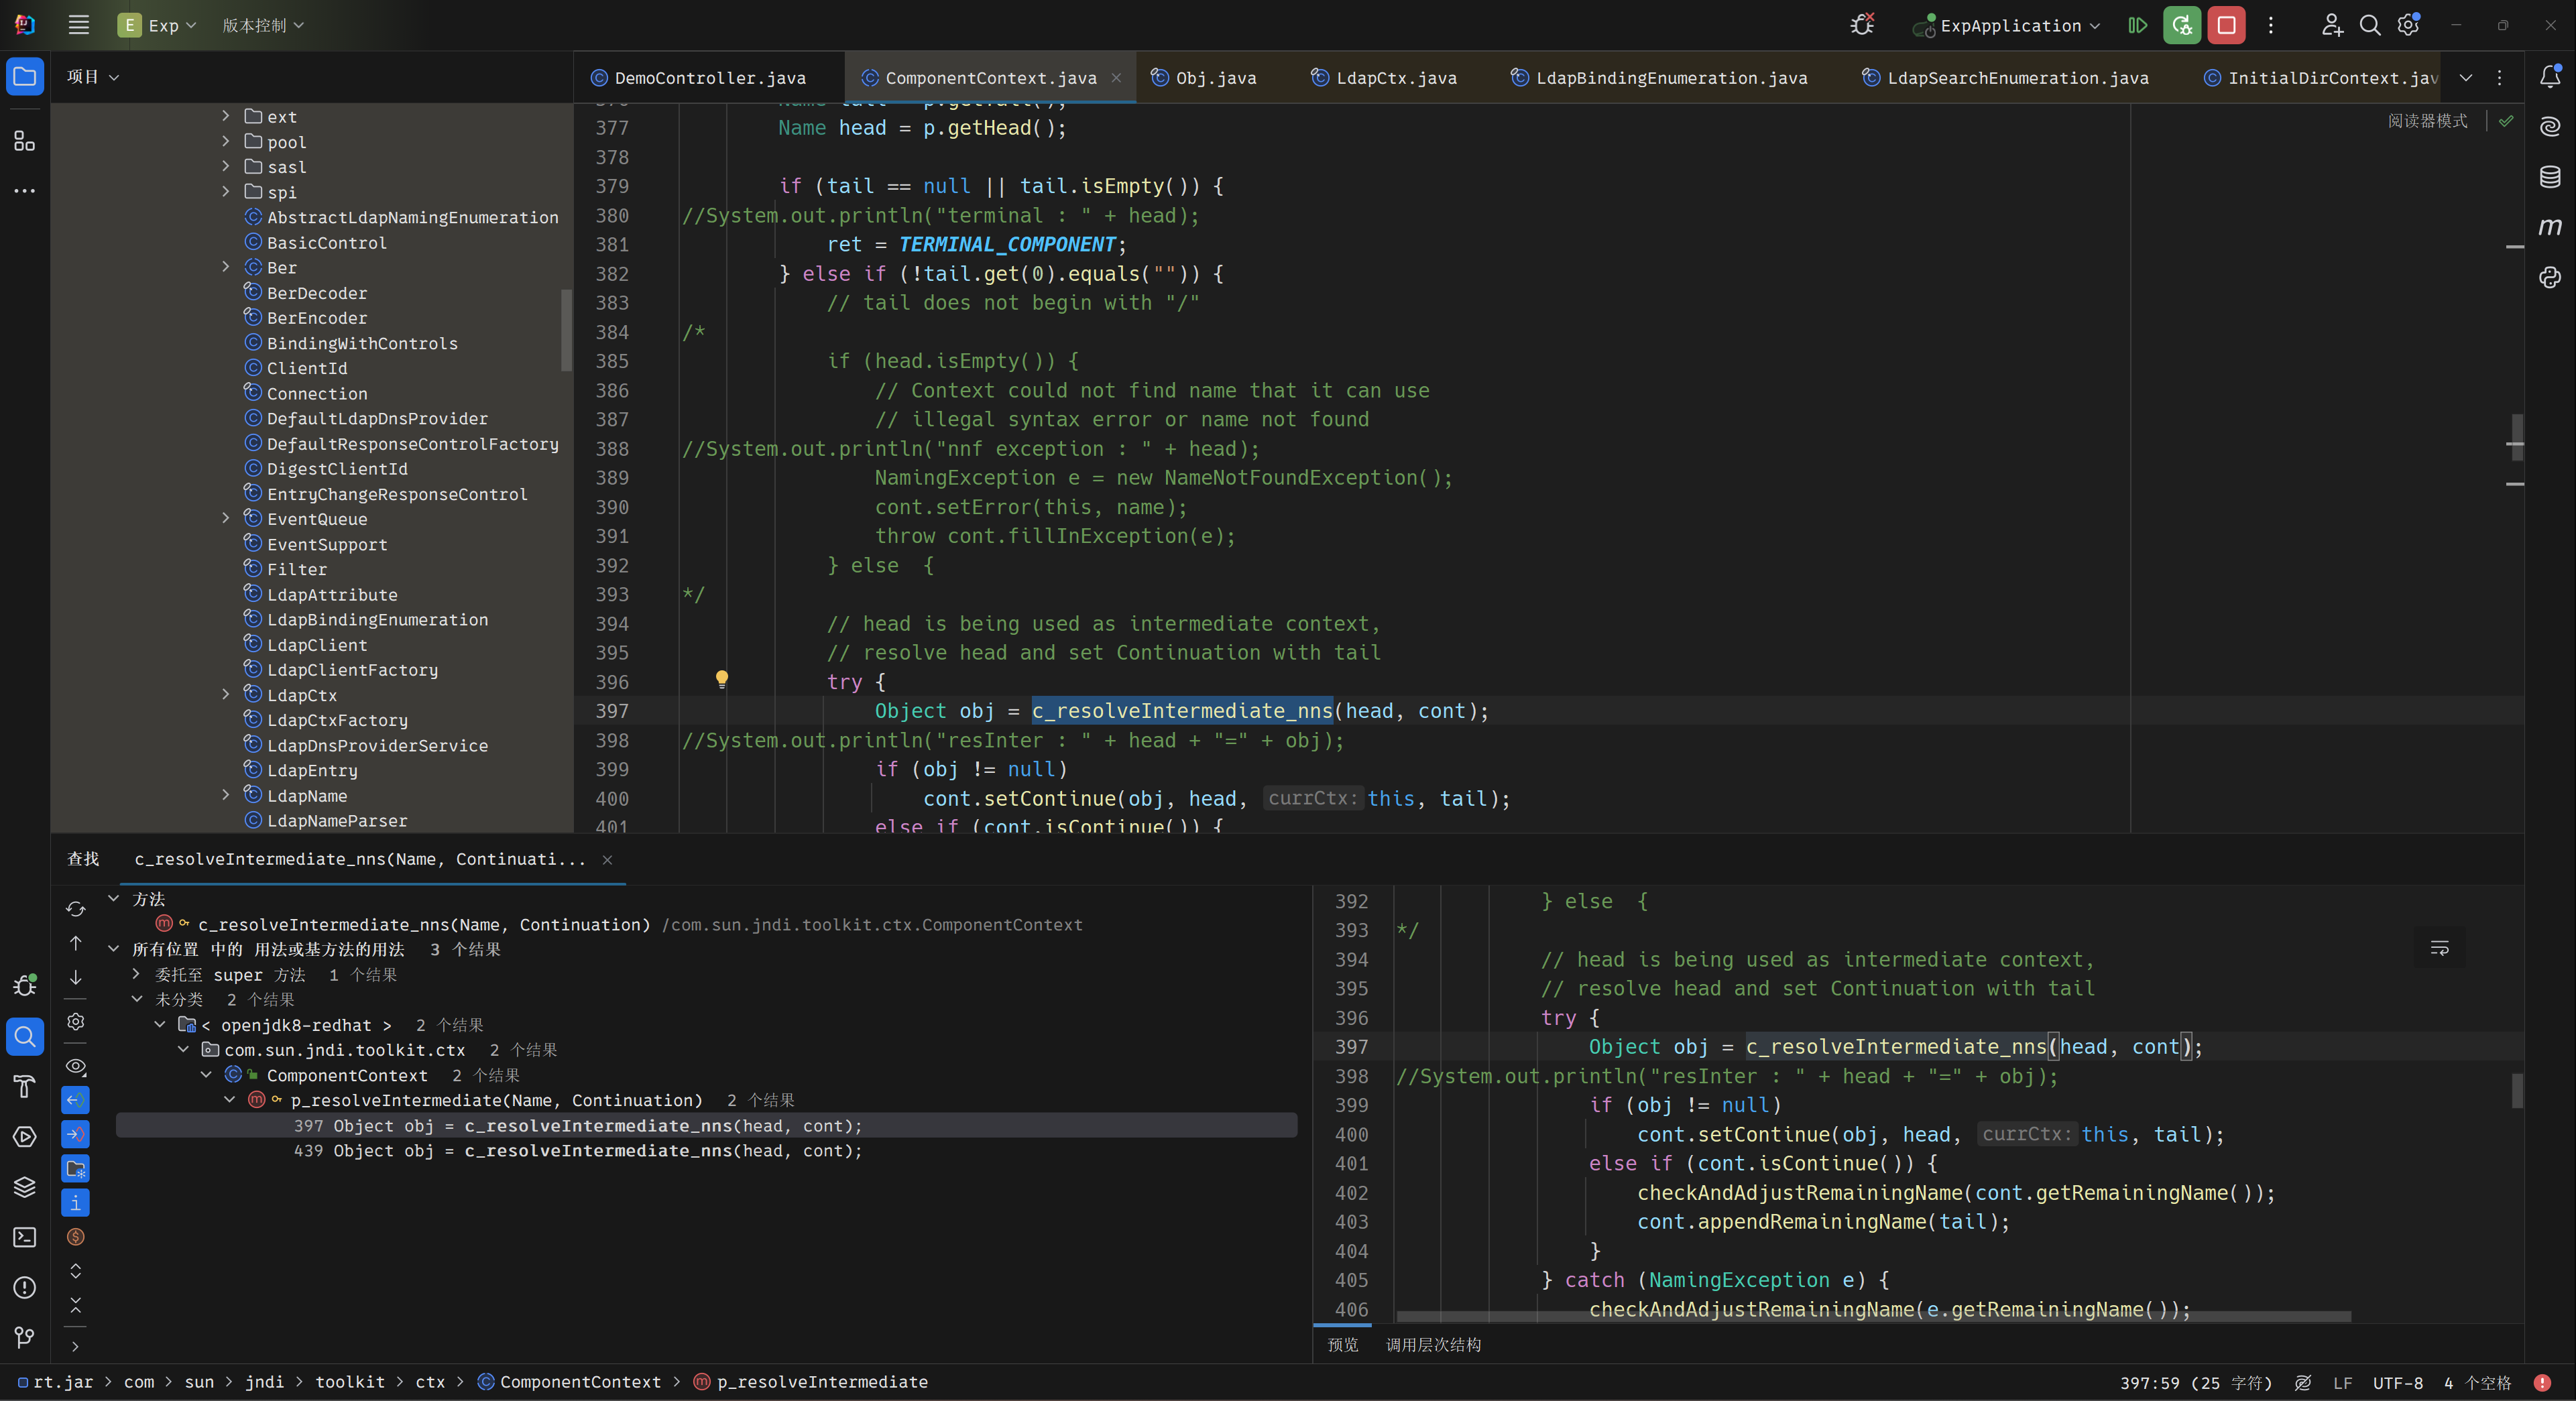 E Exp 版本控制 ExpApplication
项目
DemoController.java ComponentContext.java Obj.java LdapCtx.java LdapBindingEnumeration.java LdapSearchEnumeration.java InitialDirContext.jav
阅读器模式
ext
pool
sasl
spi
AbstractLdapNamingEnumeration
BasicControl
Ber
BerDecoder
BerEncoder
BindingWithControls
ClientId
Connection
DefaultLdapDnsProvider
DefaultResponseControlFactory
DigestClientId
EntryChangeResponseControl
EventQueue
EventSupport
Filter
LdapAttribute
LdapBindingEnumeration
LdapClient
LdapClientFactory
LdapCtx
LdapCtxFactory
LdapDnsProviderService
LdapEntry
LdapName
LdapNameParser
377 Name head = p.getHead();
378
379 if (tail == null || tail.isEmpty()) {
380 //System.out.println("terminal : " + head);
381 ret = TERMINAL_COMPONENT;
382 } else if (!tail.get(0).equals("")) {
383 // tail does not begin with "/"
384 /*
385 if (head.isEmpty()) {
386 // Context could not find name that it can use
387 // illegal syntax error or name not found
388 //System.out.println("nnf exception : " + head);
389 NamingException e = new NameNotFoundException();
390 cont.setError(this, name);
391 throw cont.fillInException(e);
392 } else  {
393 */
394 // head is being used as intermediate context,
395 // resolve head and set Continuation with tail
396 try {
397 Object obj = c_resolveIntermediate_nns(head, cont);
398 //System.out.println("resInter : " + head + "=" + obj);
399 if (obj != null)
400 cont.setContinue(obj, head, currCtx: this, tail);
401 else if (cont.isContinue()) {
查找 c_resolveIntermediate_nns(Name, Continuati...
方法
c_resolveIntermediate_nns(Name, Continuation) /com.sun.jndi.toolkit.ctx.ComponentContext
所有位置 中的 用法或基方法的用法 3 个结果
委托至 super 方法 1 个结果
未分类 2 个结果
< openjdk8-redhat > 2 个结果
com.sun.jndi.toolkit.ctx 2 个结果
ComponentContext 2 个结果
p_resolveIntermediate(Name, Continuation) 2 个结果
397 Object obj = c_resolveIntermediate_nns(head, cont);
439 Object obj = c_resolveIntermediate_nns(head, cont);
392 } else  {
393 */
394 // head is being used as intermediate context,
395 // resolve head and set Continuation with tail
396 try {
397 Object obj = c_resolveIntermediate_nns(head, cont);
398 //System.out.println("resInter : " + head + "=" + obj);
399 if (obj != null)
400 cont.setContinue(obj, head, currCtx: this, tail);
401 else if (cont.isContinue()) {
402 checkAndAdjustRemainingName(cont.getRemainingName());
403 cont.appendRemainingName(tail);
404 }
405 } catch (NamingException e) {
406 checkAndAdjustRemainingName(e.getRemainingName());
预览 调用层次结构
rt.jar > com > sun > jndi > toolkit > ctx > ComponentContext > p_resolveIntermediate
397:59 (25 字符) LF UTF-8 4 个空格